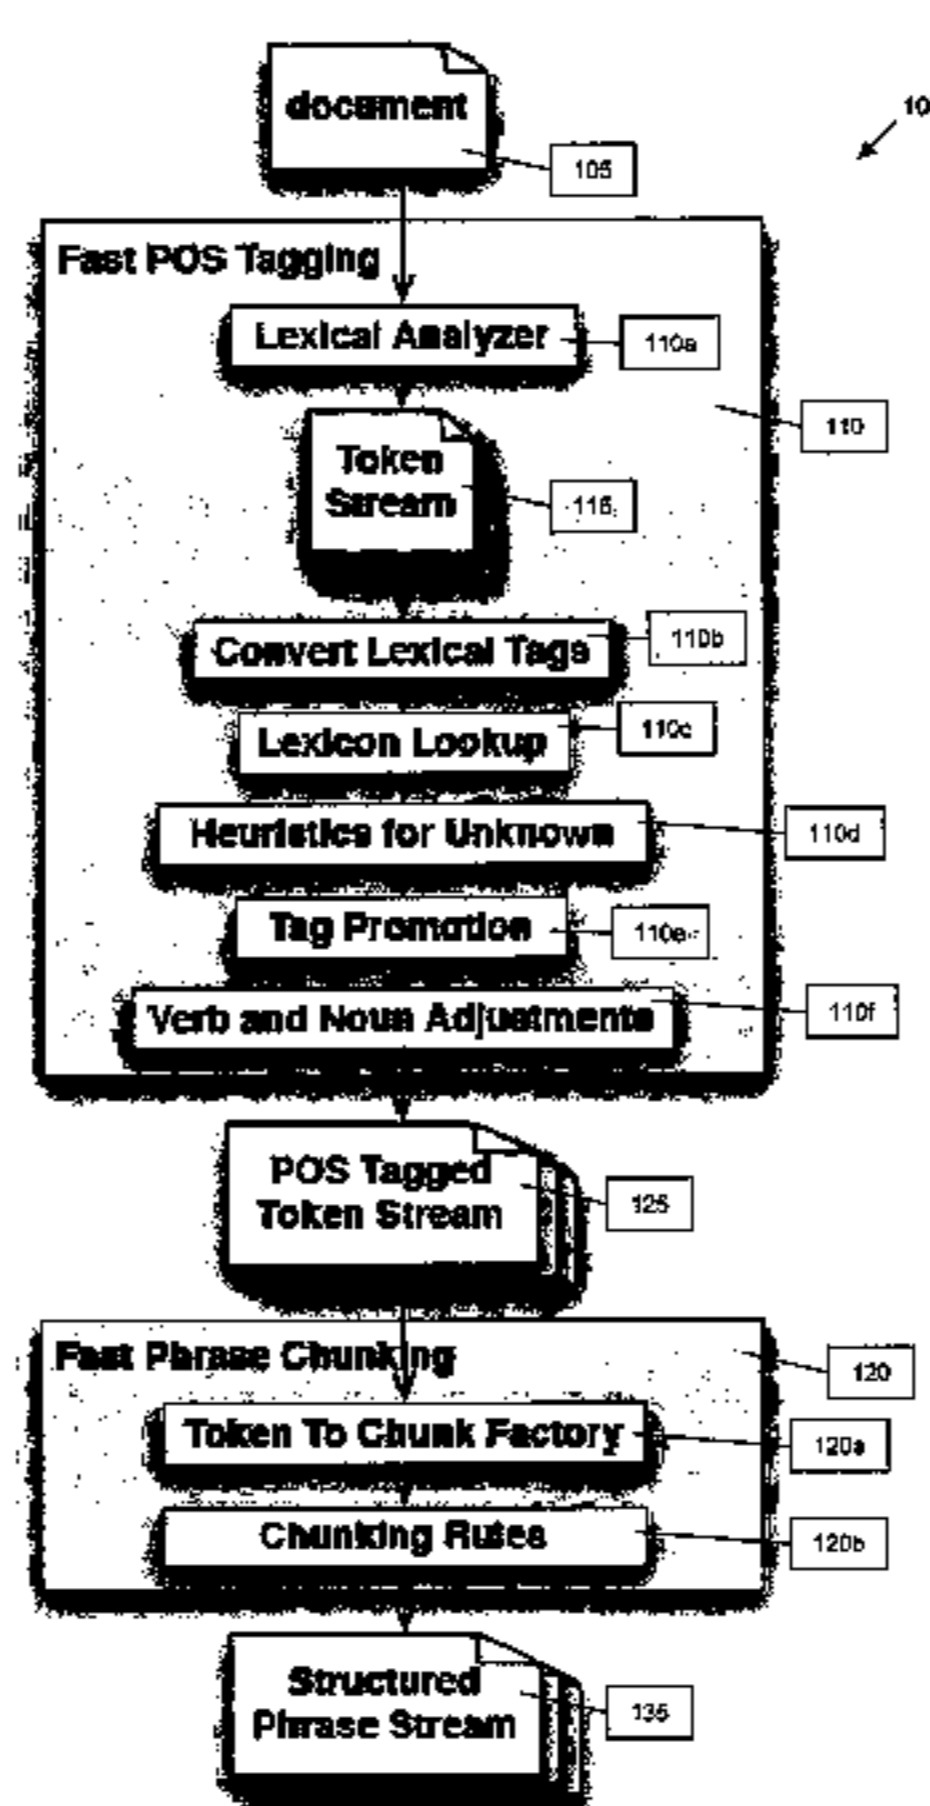 document
10
105
Fast POS Tagging
Lexical Analyzer
110a
110
Token
Stream
115
Convert Lexical Tags
110b
Lexicon Lookup
110c
Heuristics for Unknown
110d
Tag Promotion
110e
Verb and Noun Adjustments
110f
POS Tagged
Token Stream
125
Fast Phrase Chunking
120
Token To Chunk Factory
120a
Chunking Rules
120b
Structured
Phrase Stream
135